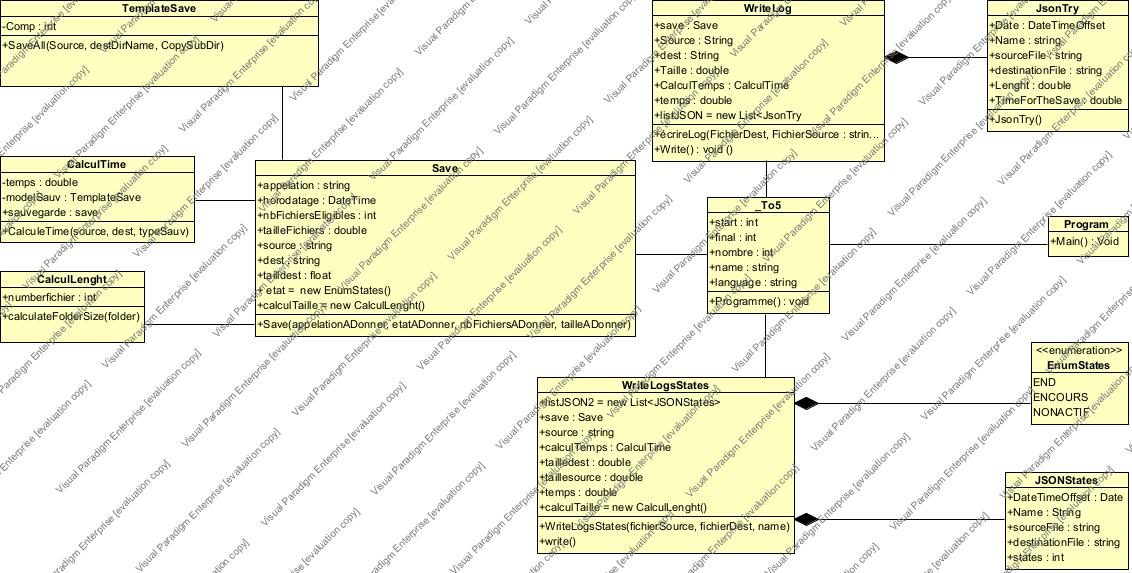 TemplateSave
-Comp : int
+SaveAll(Source, destDirName, CopySubDir)
WriteLog
+save : Save
+Source : String
+dest : String
+Taille : double
+CalculTemps : CalculTime
+temps : double
+listJSON = new List<JsonTry
+ecrireLog(FichierDest, FichierSource : strin...
+Write() : void ()
JsonTry
+Date : DateTimeOffset
+Name : string
+sourceFile : string
+destinationFile : string
+Lenght : double
+TimeForTheSave : double
+JsonTry()
CalculTime
-temps : double
-modelSauv : TemplateSave
+sauvegarde : save
+CalculeTime(source, dest, typeSauv)
Save
+appelation : string
+horodatage : DateTime
+nbFichiersEligibles : int
+tailleFichiers : double
+source : string
+dest : string
+tailldest : float
+ etat = new EnumStates()
+calculTaille = new CalculLenght()
+Save(appelationADonner, etatADonner, nbFichiersADonner, tailleADonner)
_To5
+start : int
+final : int
+nombre : int
+name : string
+language : string
+Programme() : void
Program
+Main() : Void
CalculLenght
+numberfichier : int
+calculateFolderSize(folder)
<<enumeration>>
EnumStates
END
ENCOURS
NONACTIF
WriteLogsStates
+listJSON2 = new List<JSONStates>
+save : Save
+source : string
+calculTemps : CalculTime
+tailledest : double
+taillesource : double
+temps : double
+calculTaille = new CalculLenght()
+WriteLogsStates(fichierSource, fichierDest, name)
+write()
JSONStates
+DateTimeOffset : Date
+Name : String
+sourceFile : String
+destinationFile : String
+states : int